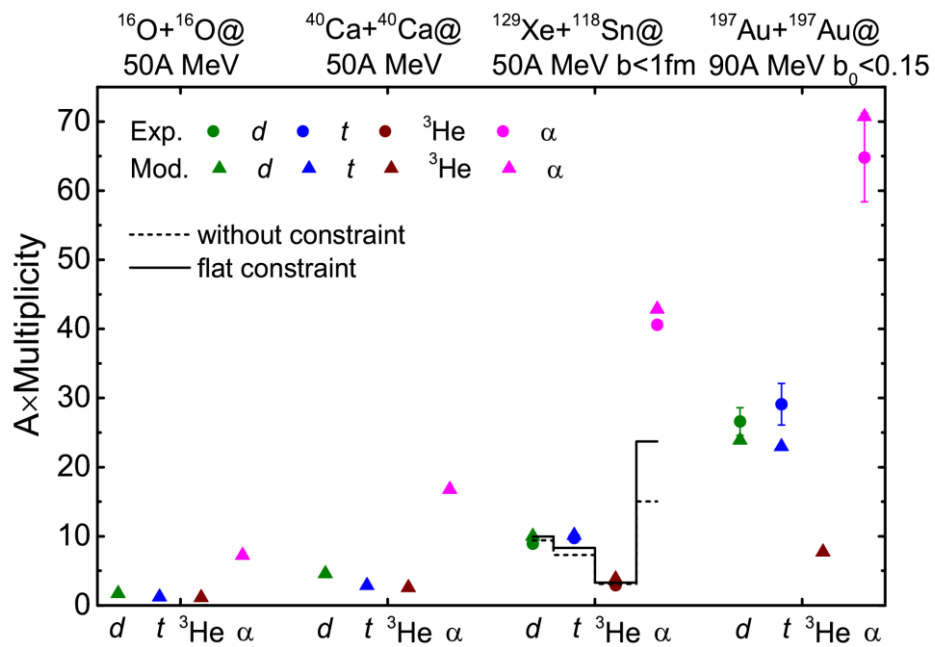 ¹⁶O+¹⁶O@ ⁴⁰Ca+⁴⁰Ca@ ¹²⁹Xe+¹¹⁸Sn@ ¹⁹⁷Au+¹⁹⁷Au@
50A MeV 50A MeV 50A MeV b<1fm 90A MeV b₀<0.15
Exp. d t ³He α
Mod. d t ³He α
without constraint
flat constraint
A×Multiplicity
70
60
50
40
30
20
10
0
d t ³He α d t ³He α d t ³He α d t ³He α